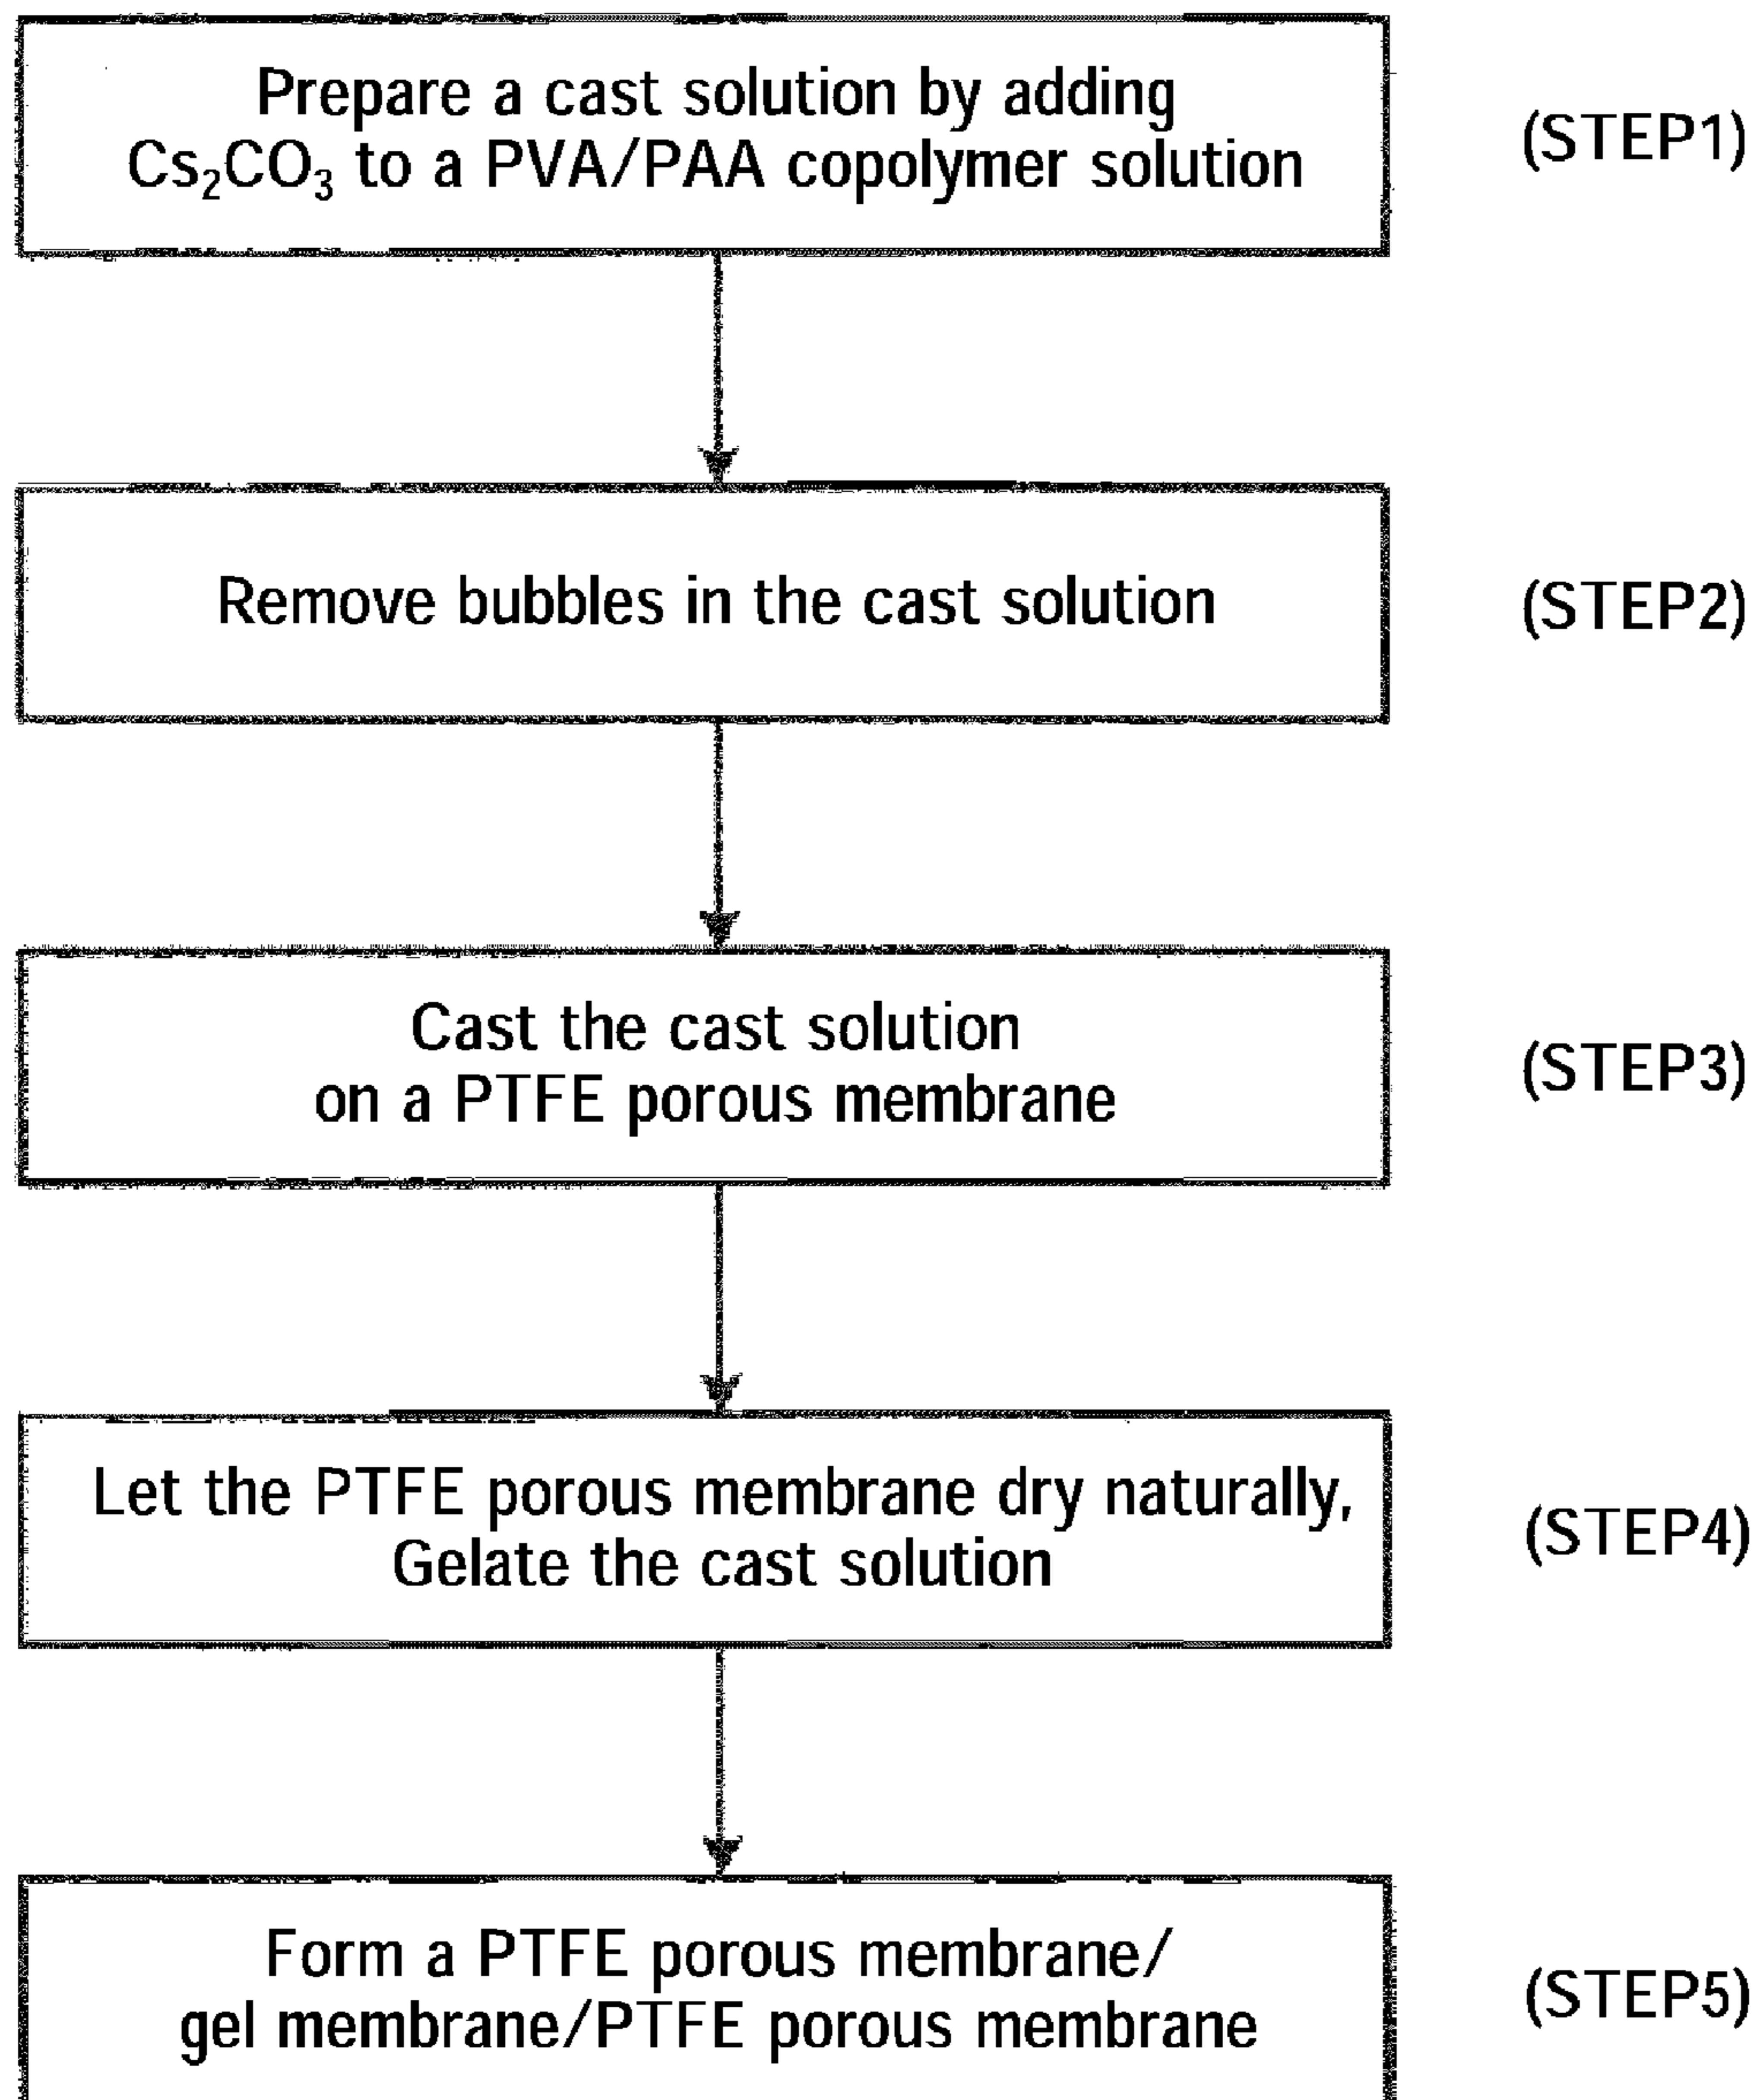 Prepare a cast solution by adding
Cs₂CO₃ to a PVA/PAA copolymer solution
(STEP1)
Remove bubbles in the cast solution
(STEP2)
Cast the cast solution
on a PTFE porous membrane
(STEP3)
Let the PTFE porous membrane dry naturally,
Gelate the cast solution
(STEP4)
Form a PTFE porous membrane/
gel membrane/PTFE porous membrane
(STEP5)